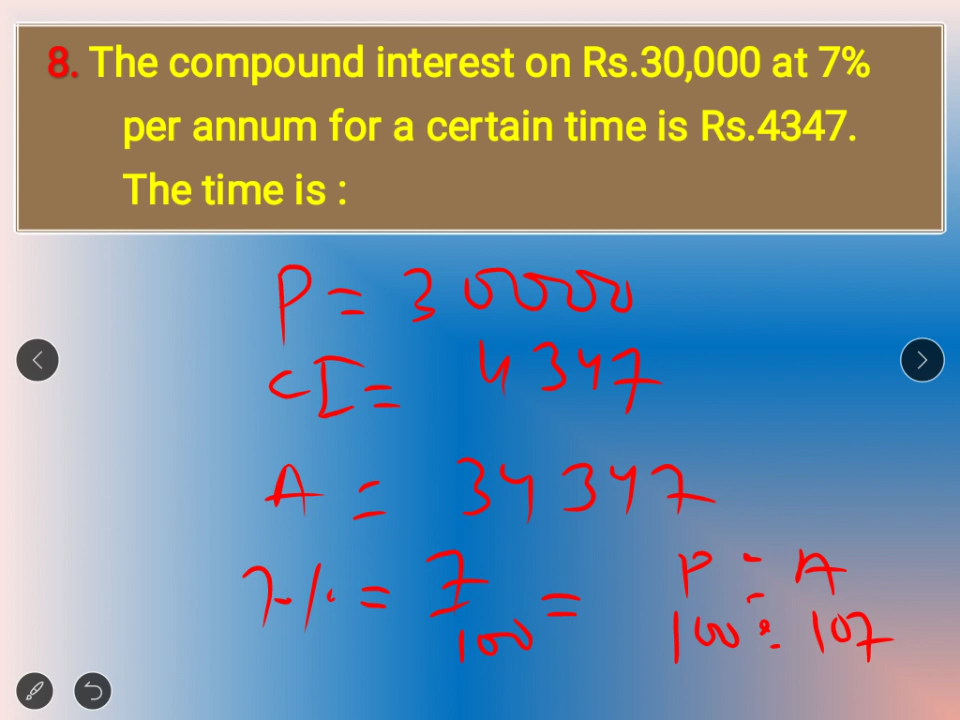 8. The compound interest on Rs.30,000 at 7%
per annum for a certain time is Rs.4347.
The time is :
P = 30000
CI = 4347
A = 34347
7% = 7/100 = P : A
100 : 107